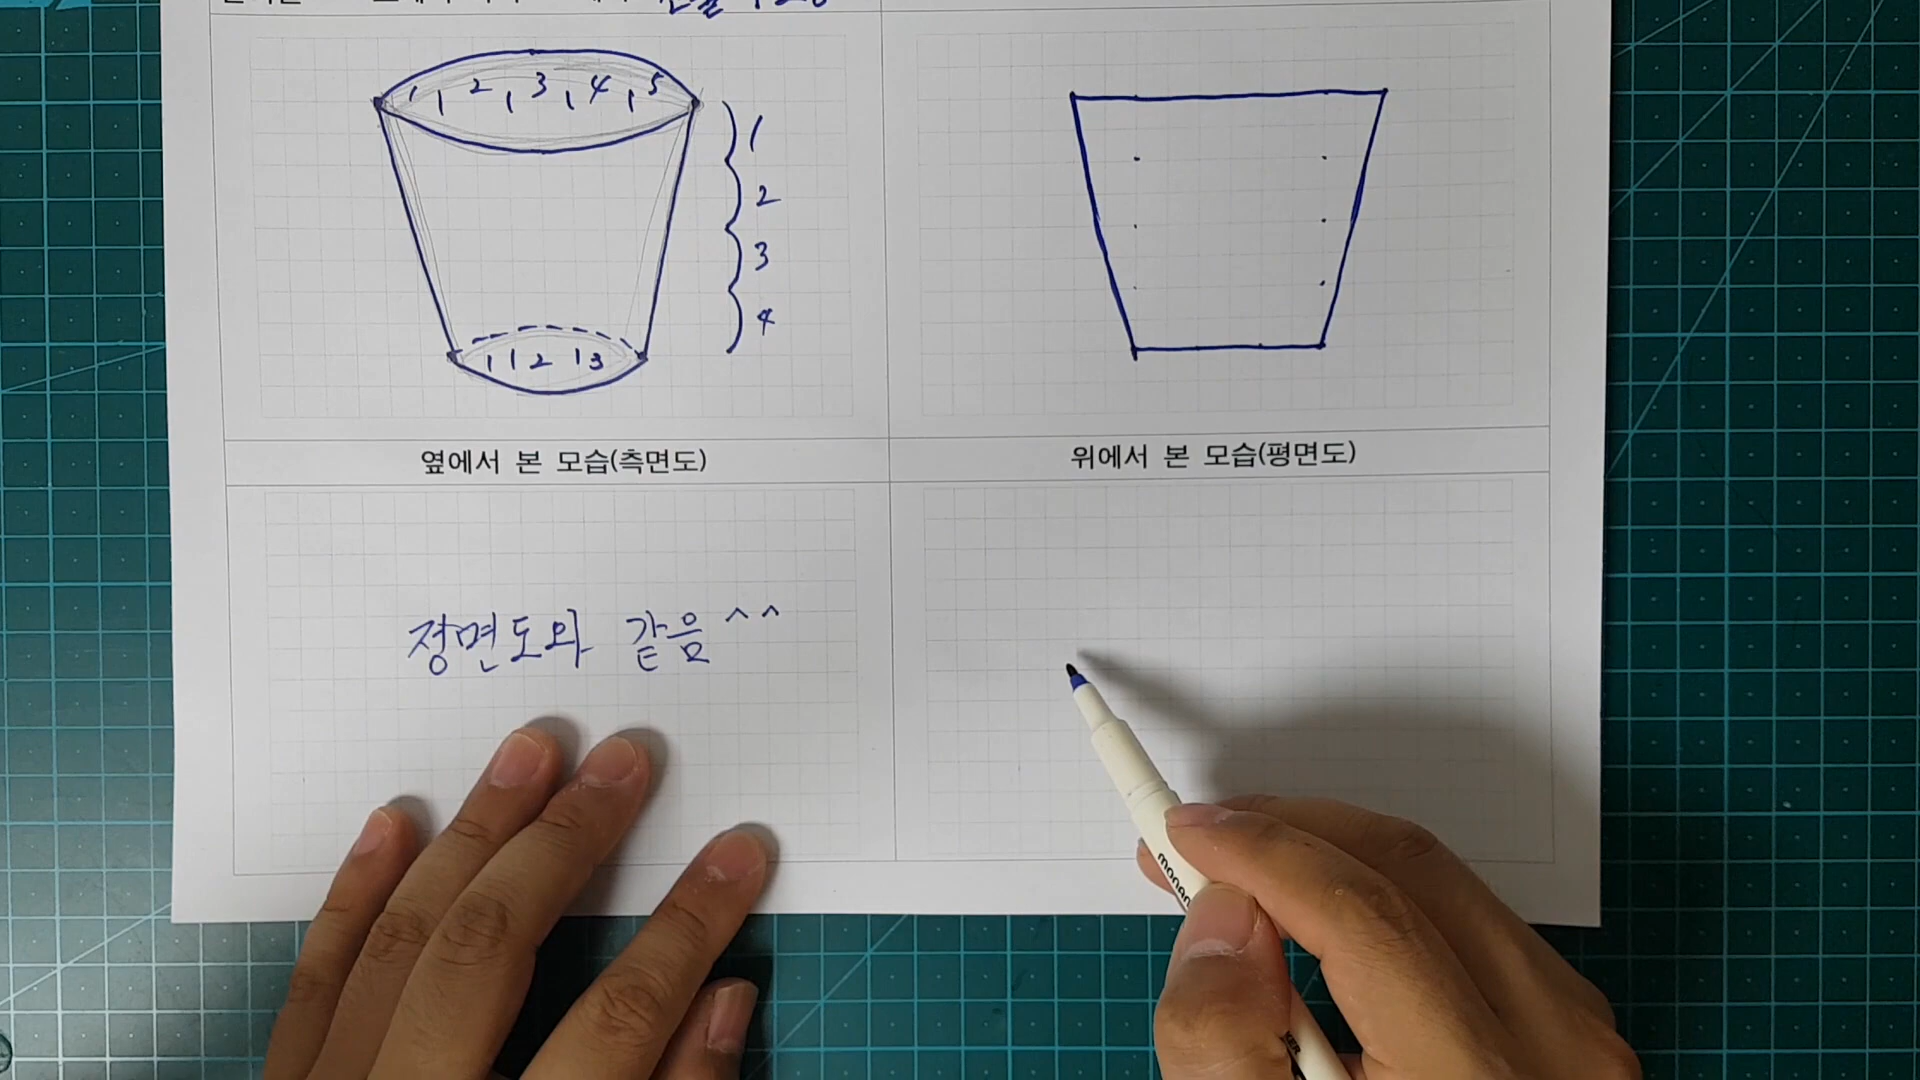 1 2 3 4 5
1
2
3
4
1 2 3
옆에서 본 모습(측면도)
위에서 본 모습(평면도)
정면도와 같음^^
monami